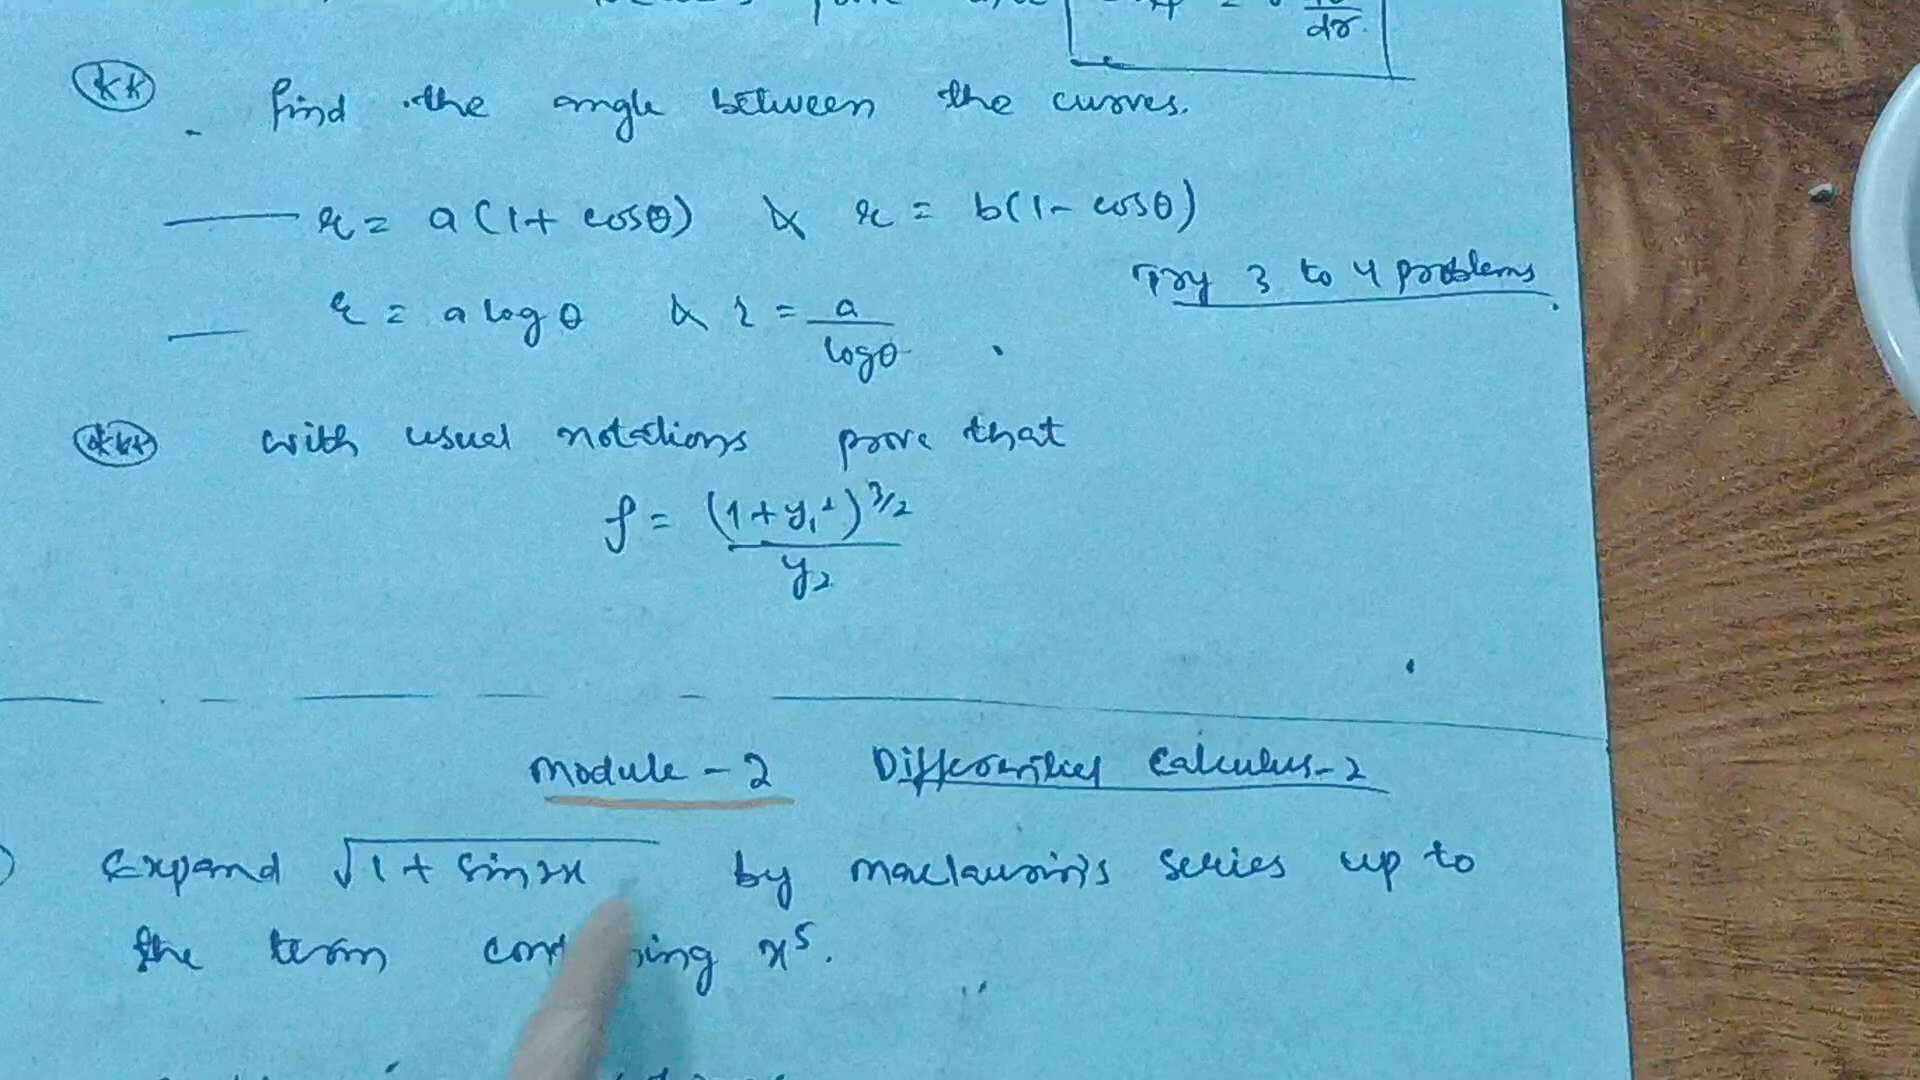 dr
** find the angle between the curves.
r = a(1+ cosθ) & r = b(1- cosθ)
Try 3 to 4 problems.
r = a log θ & r = a/logθ .
*** with usual notations prove that
ρ = (1+y₁²)^3/2 / y₂
Module - 2 Differential Calculus-2
Expand √1+ sin2x by maclaurin's series up to
the term x⁵.